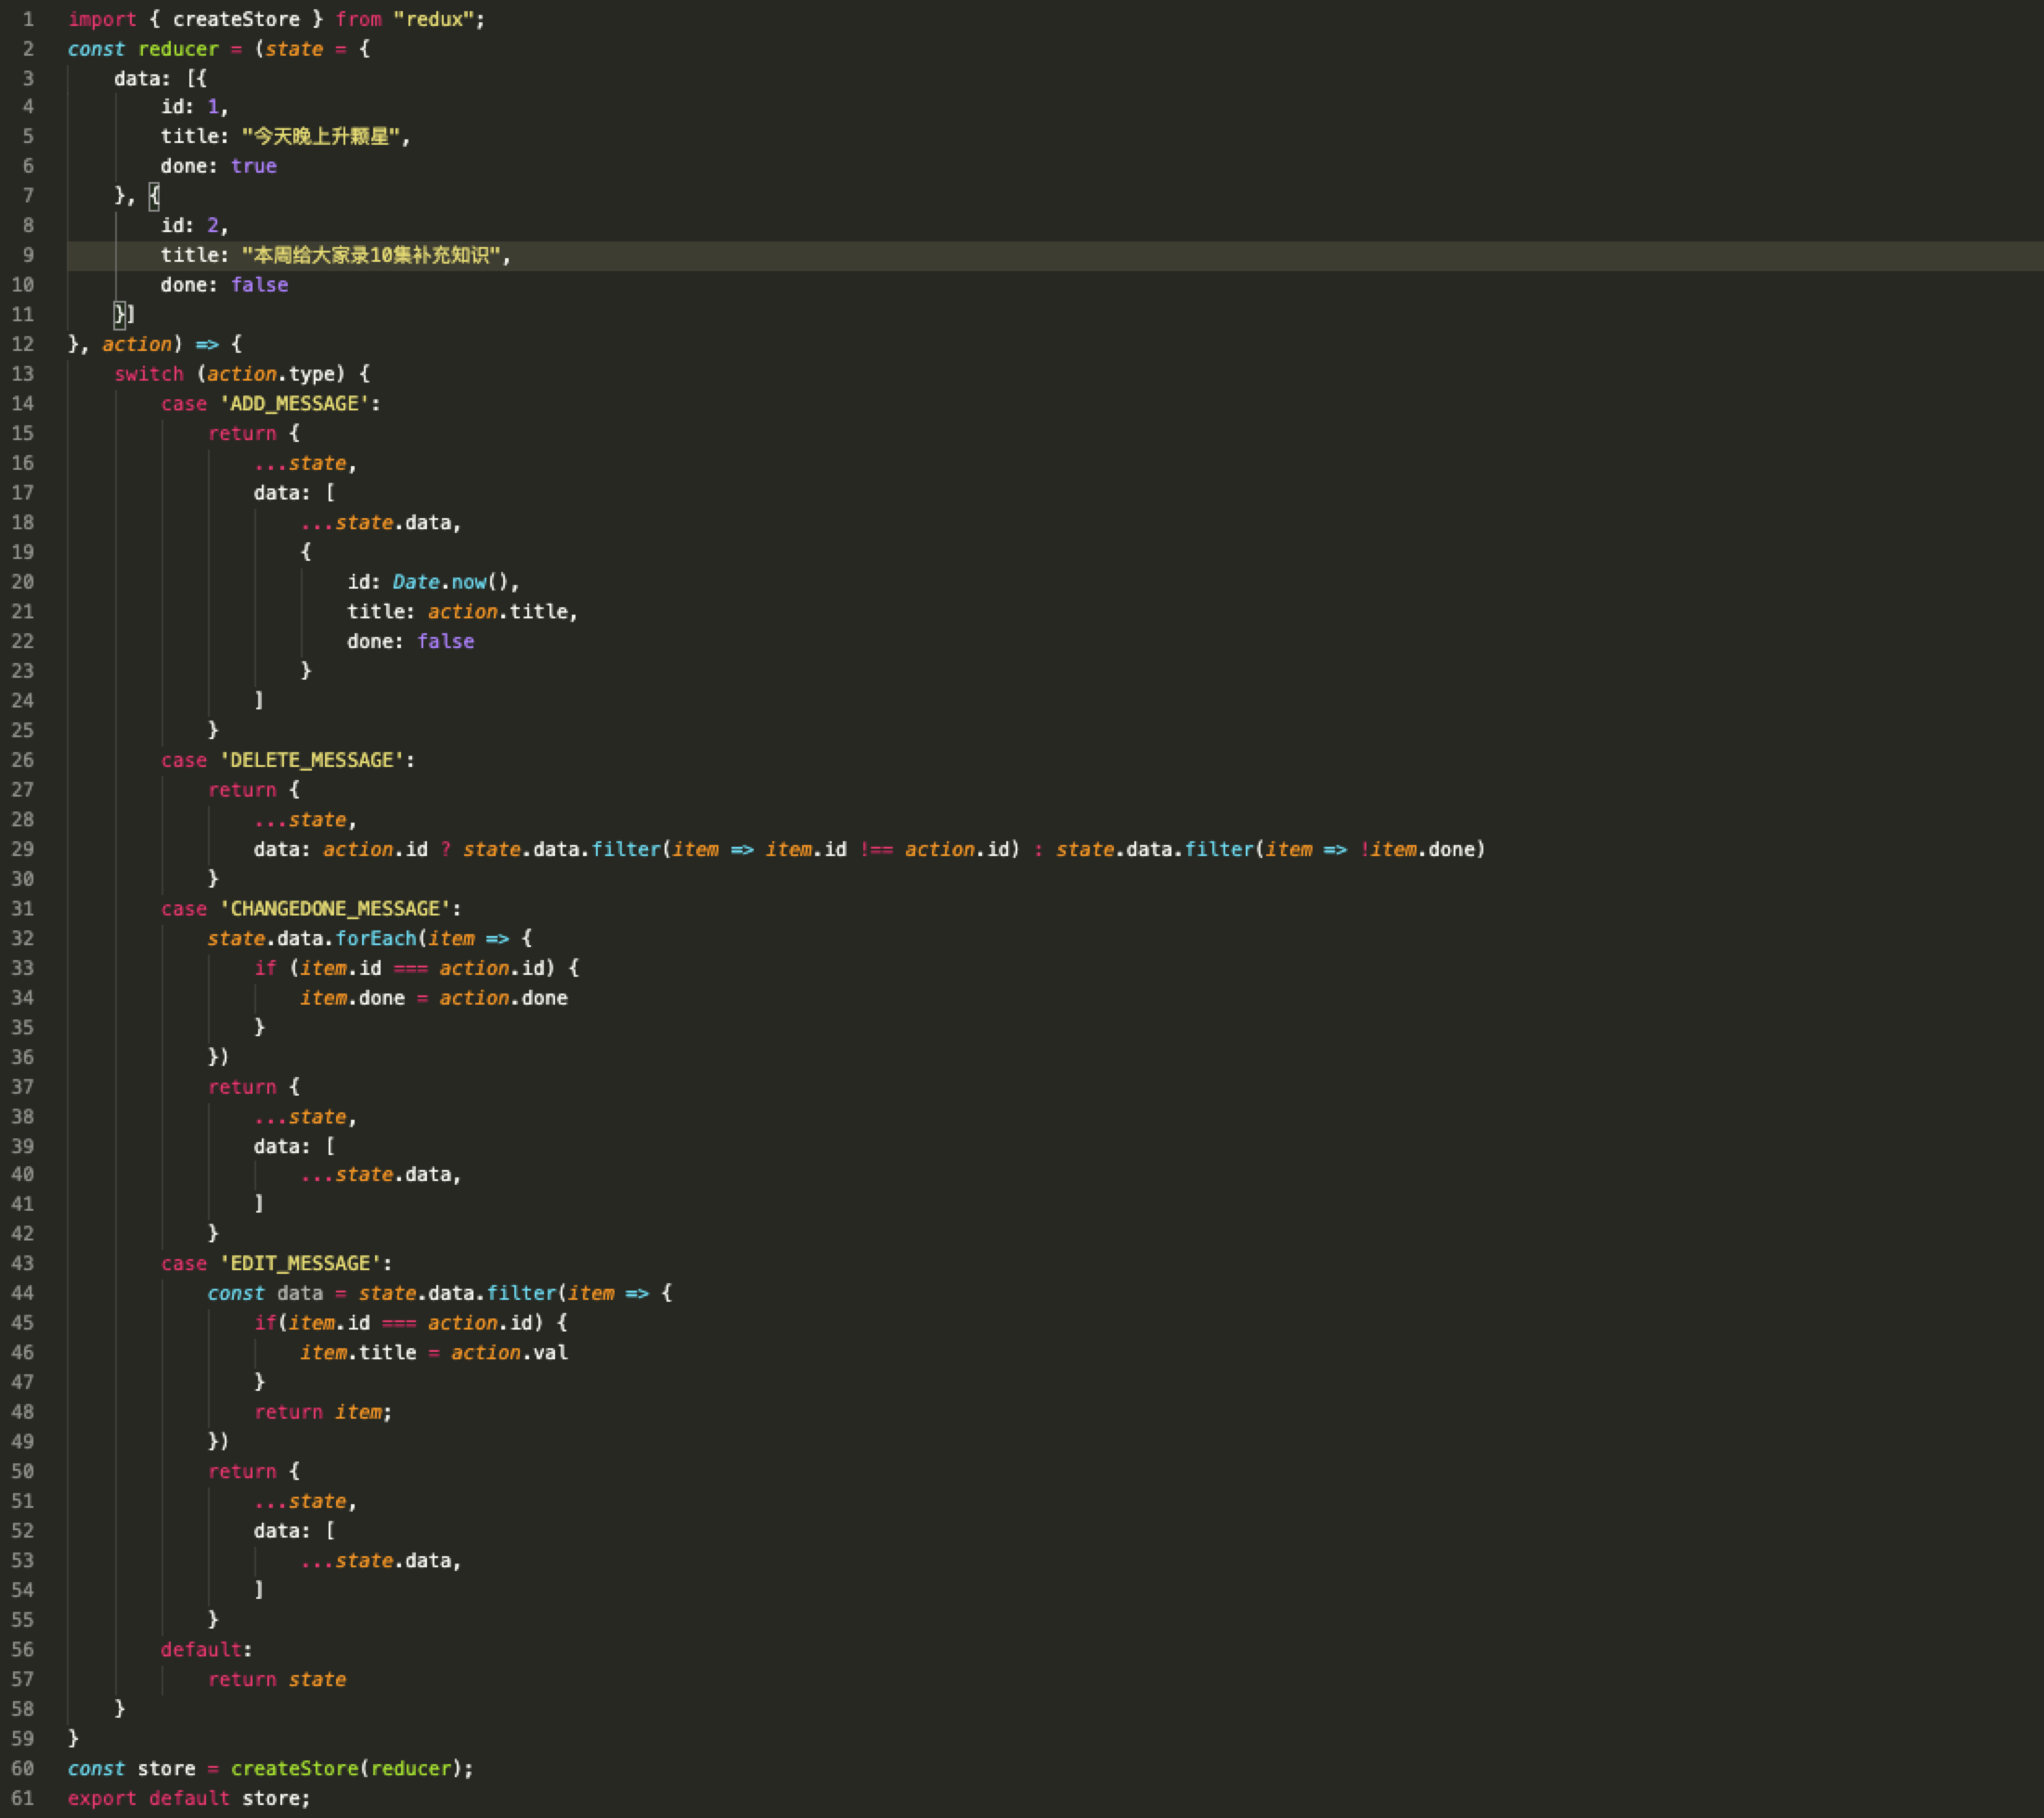 1 import { createStore } from "redux";
2 const reducer = (state = {
3 data: [{
4 id: 1,
5 title: "今天晚上升颗星",
6 done: true
7 }, {
8 id: 2,
9 title: "本周给大家录10集补充知识",
10 done: false
11 }]
12 }, action) => {
13 switch (action.type) {
14 case 'ADD_MESSAGE':
15 return {
16 ...state,
17 data: [
18 ...state.data,
19 {
20 id: Date.now(),
21 title: action.title,
22 done: false
23 }
24 ]
25 }
26 case 'DELETE_MESSAGE':
27 return {
28 ...state,
29 data: action.id ? state.data.filter(item => item.id !== action.id) : state.data.filter(item => !item.done)
30 }
31 case 'CHANGEDONE_MESSAGE':
32 state.data.forEach(item => {
33 if (item.id === action.id) {
34 item.done = action.done
35 }
36 })
37 return {
38 ...state,
39 data: [
40 ...state.data,
41 ]
42 }
43 case 'EDIT_MESSAGE':
44 const data = state.data.filter(item => {
45 if(item.id === action.id) {
46 item.title = action.val
47 }
48 return item;
49 })
50 return {
51 ...state,
52 data: [
53 ...state.data,
54 ]
55 }
56 default:
57 return state
58 }
59 }
60 const store = createStore(reducer);
61 export default store;